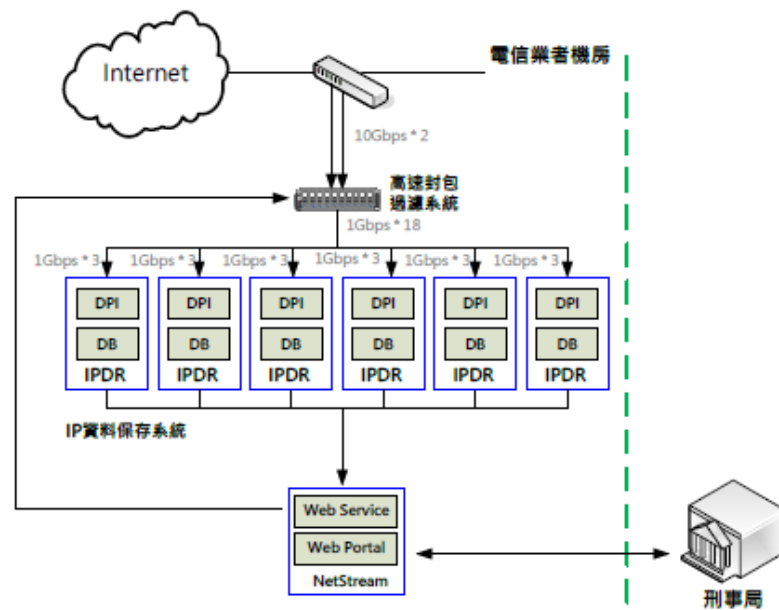 Internet
電信業者機房
10Gbps * 2
高速封包
過濾系統
1Gbps * 18
1Gbps * 3
1Gbps * 3
1Gbps * 3
1Gbps * 3
1Gbps * 3
1Gbps * 3
DPI
DPI
DPI
DPI
DPI
DPI
DB
DB
DB
DB
DB
DB
IPDR
IPDR
IPDR
IPDR
IPDR
IPDR
IP資料保存系統
Web Service
Web Portal
NetStream
刑事局